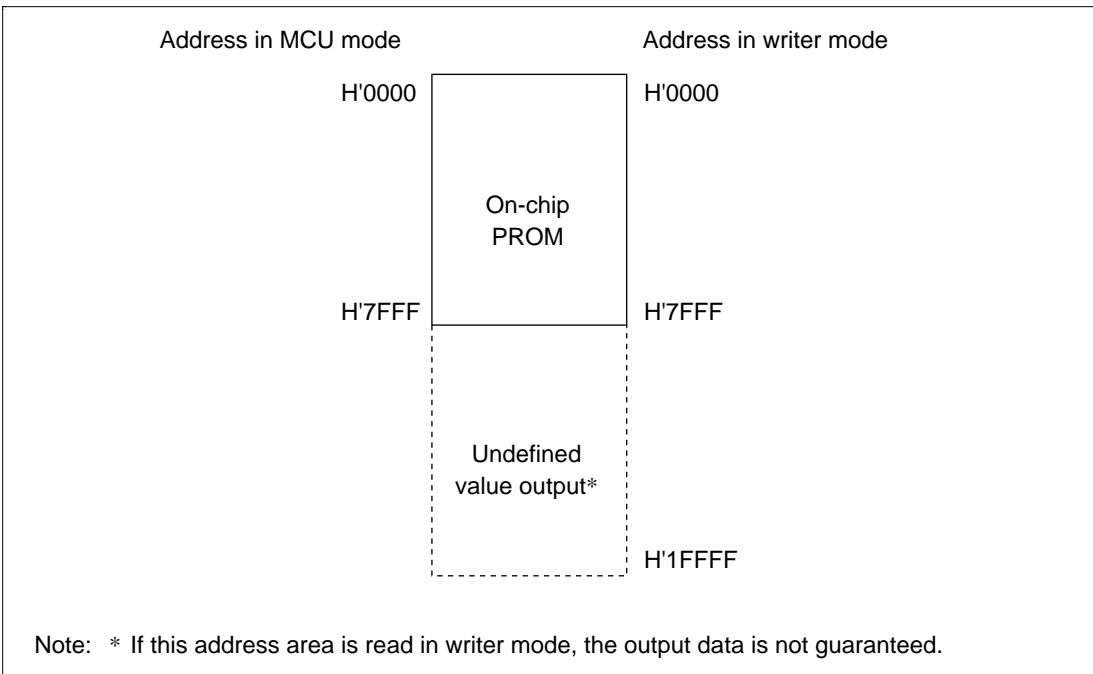 Address in MCU mode Address in writer mode
H'0000 H'0000
On-chip
PROM
H'7FFF H'7FFF
Undefined
value output*
H'1FFFF
Note: * If this address area is read in writer mode, the output data is not guaranteed.